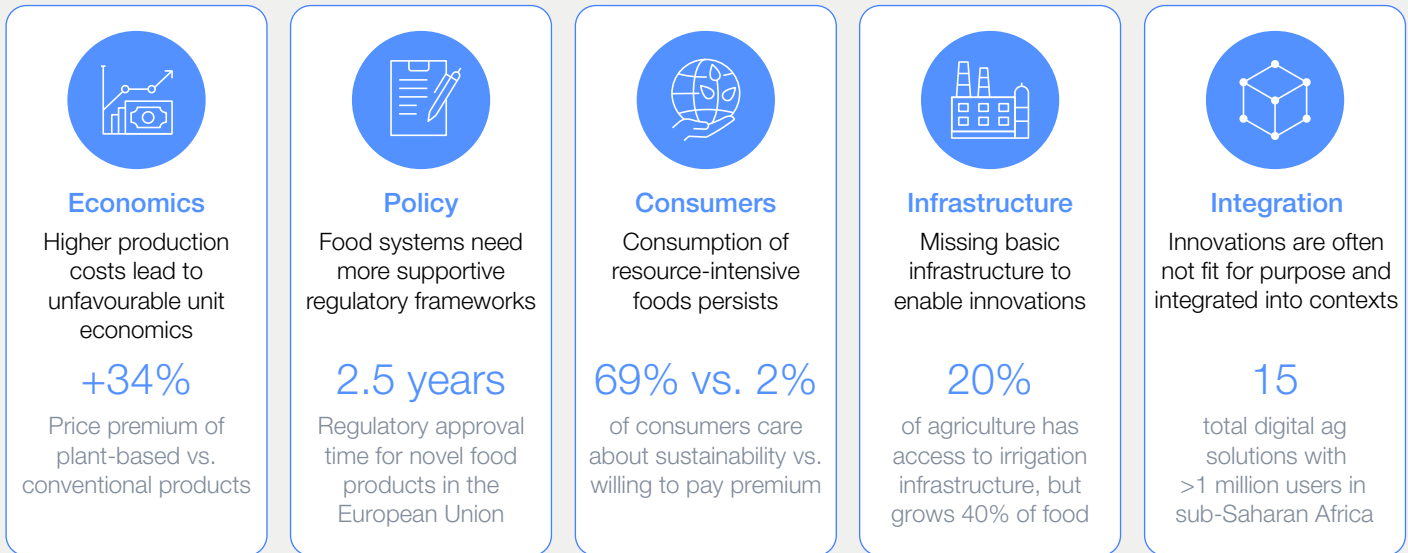 Economics
Higher production
costs lead to
unfavourable unit
economics
+34%
Price premium of
plant-based vs.
conventional products
Policy
Food systems need
more supportive
regulatory frameworks
2.5 years
Regulatory approval
time for novel food
products in the
European Union
Consumers
Consumption of
resource-intensive
foods persists
69% vs. 2%
of consumers care
about sustainability vs.
willing to pay premium
Infrastructure
Missing basic
infrastructure to
enable innovations
20%
of agriculture has
access to irrigation
infrastructure, but
grows 40% of food
Integration
Innovations are often
not fit for purpose and
integrated into contexts
15
total digital ag
solutions with
>1 million users in
sub-Saharan Africa